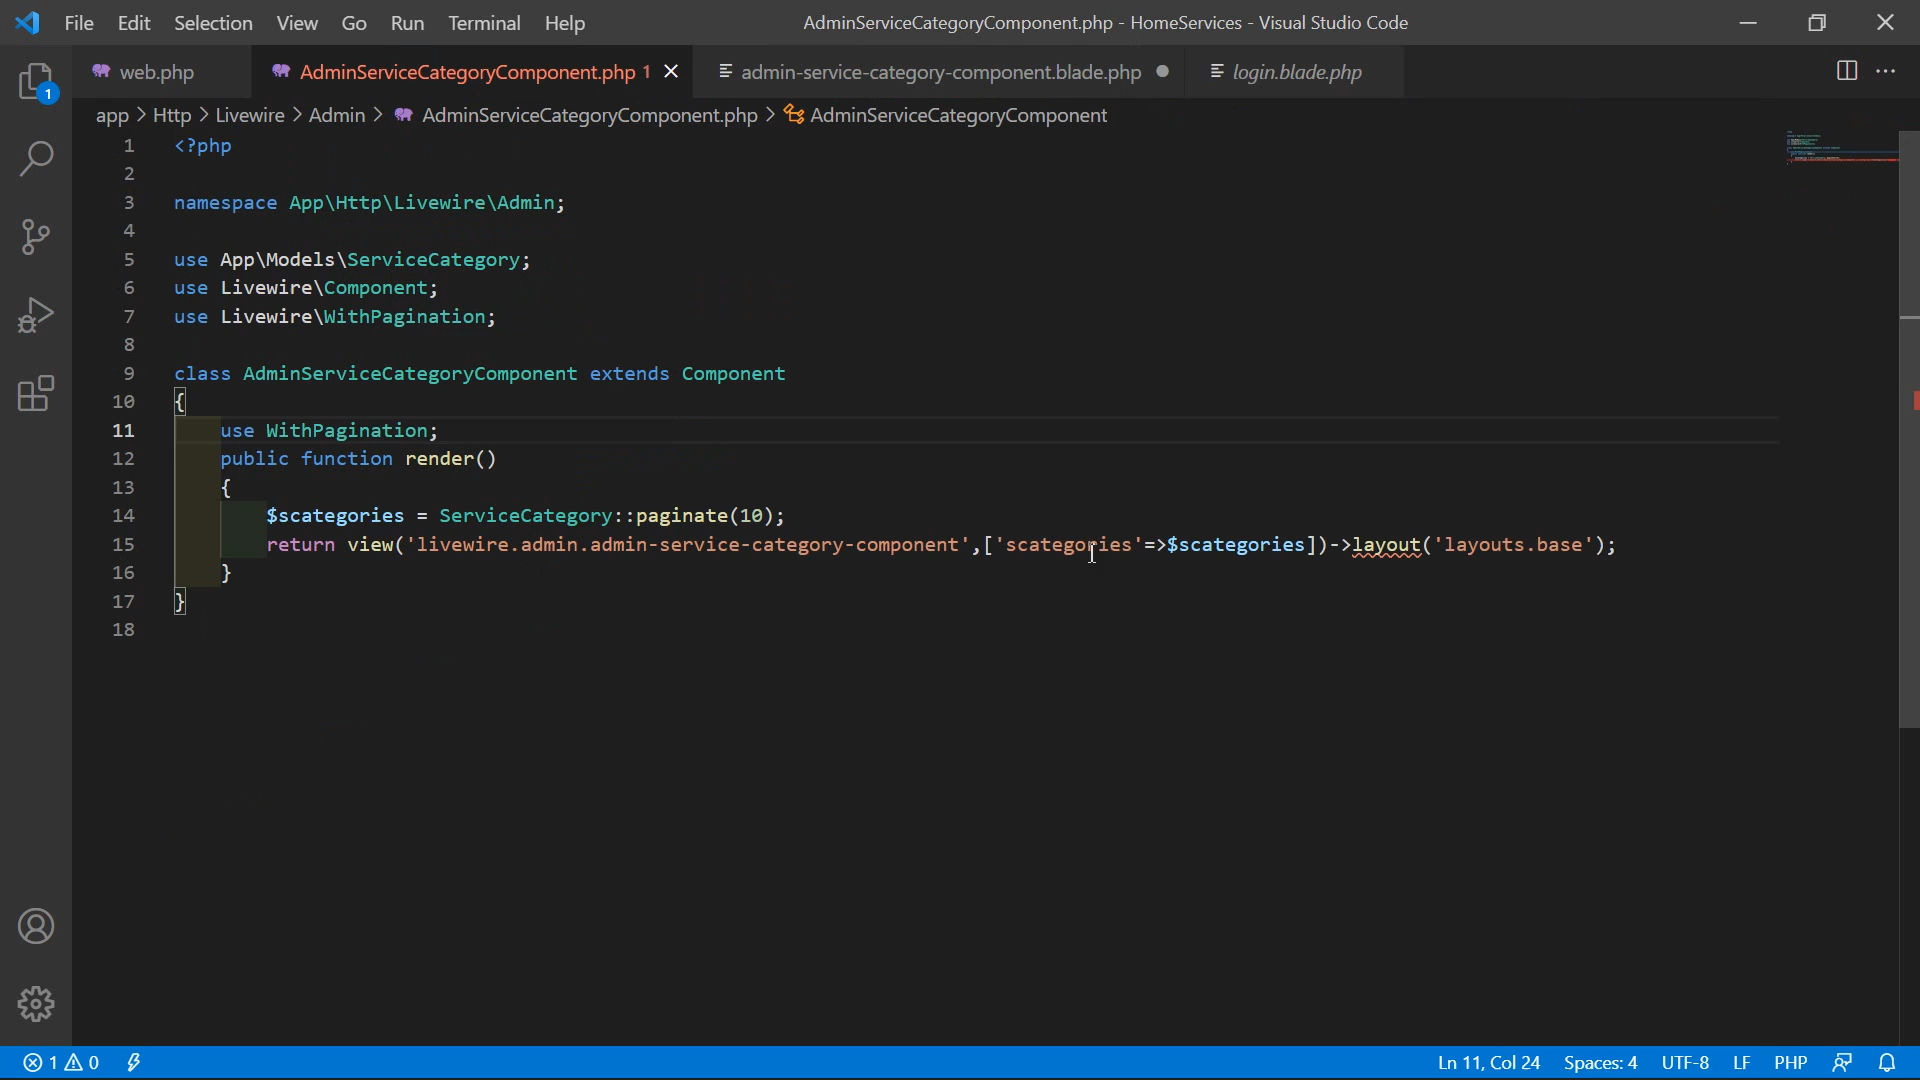 File Edit Selection View Go Run Terminal Help AdminServiceCategoryComponent.php - HomeServices - Visual Studio Code
web.php AdminServiceCategoryComponent.php 1 admin-service-category-component.blade.php login.blade.php
1
app > Http > Livewire > Admin > AdminServiceCategoryComponent.php > AdminServiceCategoryComponent
1 <?php
2
3 namespace App\Http\Livewire\Admin;
4
5 use App\Models\ServiceCategory;
6 use Livewire\Component;
7 use Livewire\WithPagination;
8
9 class AdminServiceCategoryComponent extends Component
10 {
11 use WithPagination;
12 public function render()
13 {
14 $scategories = ServiceCategory::paginate(10);
15 return view('livewire.admin.admin-service-category-component',['scategories'=>$scategories])->layout('layouts.base');
16 }
17 }
18
1 0 Ln 11, Col 24 Spaces: 4 UTF-8 LF PHP